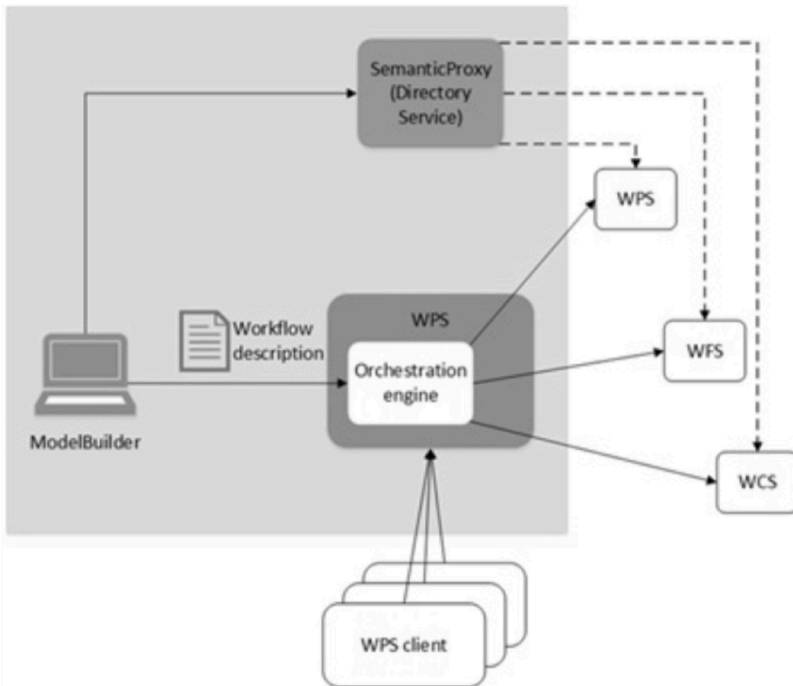 SemanticProxy
(Directory
Service)
WPS
WPS
Workflow
description
Orchestration
engine
WFS
ModelBuilder
WCS
WPS client